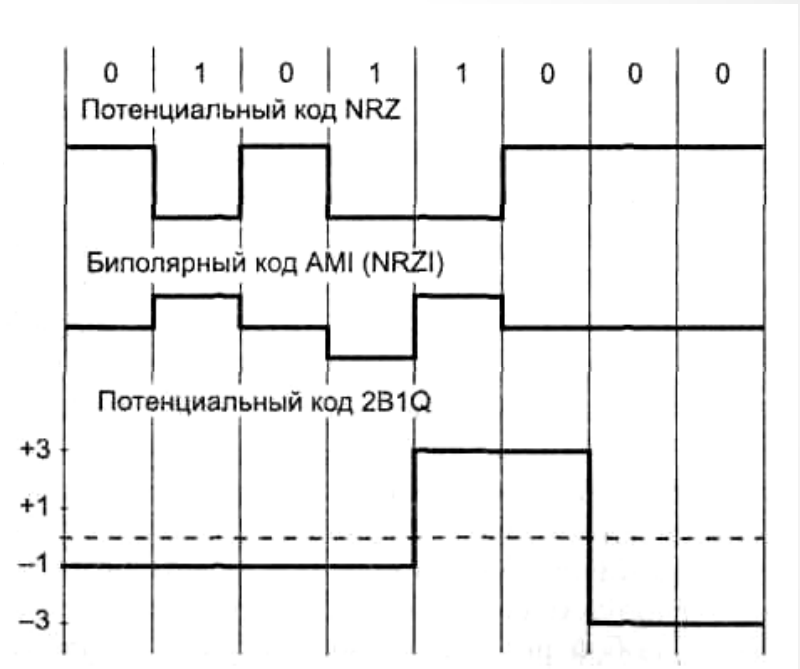 0 1 0 1 1 0 0 0
Потенциальный код NRZ
Биполярный код AMI (NRZI)
Потенциальный код 2B1Q
+3
+1
–1
–3